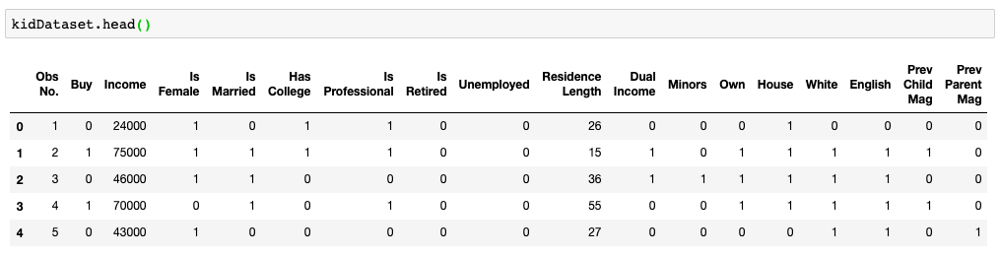 kidDataset.head()
Obs No. Buy Income Is Female Is Married Has College Is Professional Is Retired Unemployed Residence Length Dual Income Minors Own House White English Prev Child Mag Prev Parent Mag
0 1 0 24000 1 0 1 1 0 0 26 0 0 0 1 0 0 0 0
1 2 1 75000 1 1 1 1 0 0 15 1 0 1 1 1 1 1 0
2 3 0 46000 1 1 0 0 0 0 36 1 1 1 1 1 1 0 0
3 4 1 70000 0 1 0 1 0 0 55 0 0 1 1 1 1 1 0
4 5 0 43000 1 0 0 0 0 0 27 0 0 0 0 1 1 0 1